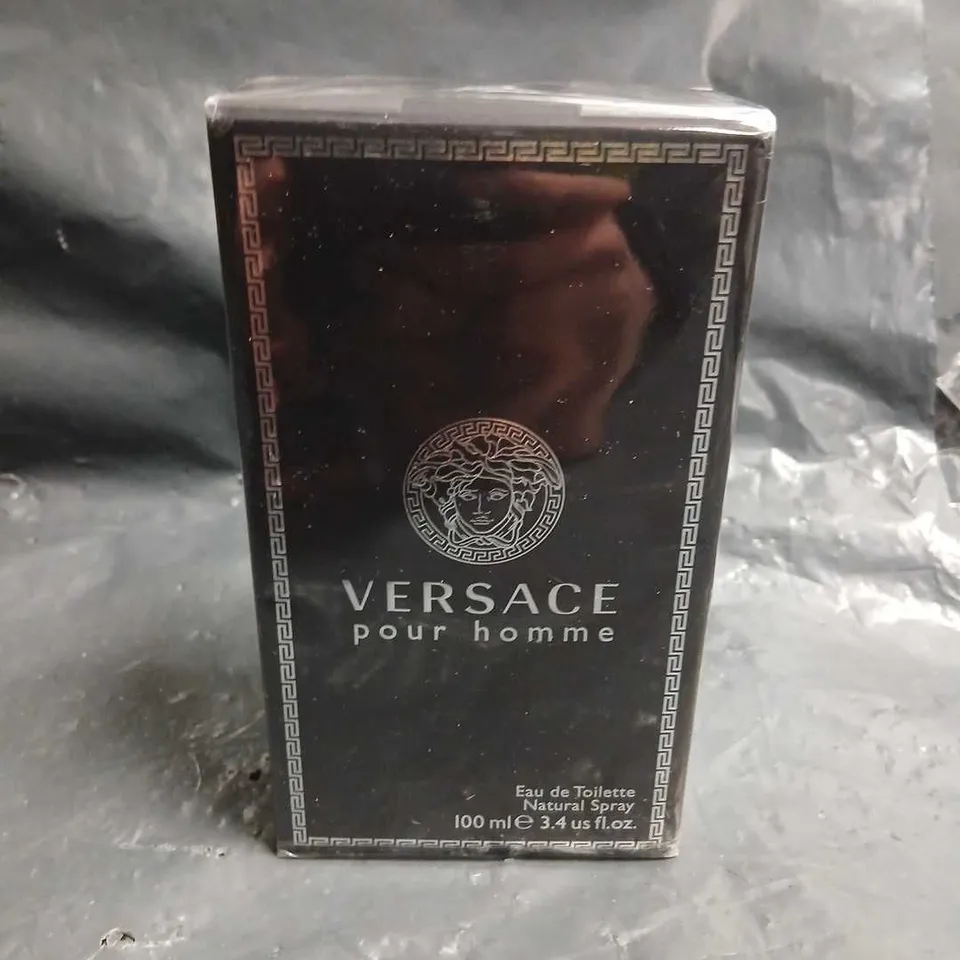 VERSACE
pour homme
Eau de Toilette
Natural Spray
100 ml ℮ 3.4 us fl.oz.